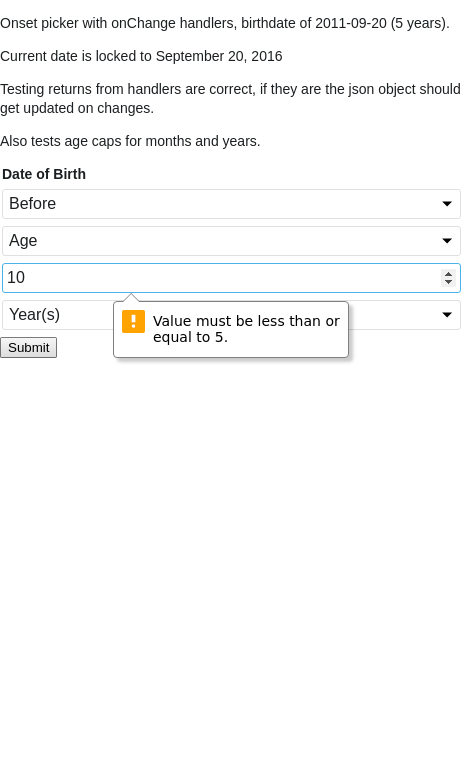 Onset picker with onChange handlers, birthdate of 2011-09-20 (5 years).
Current date is locked to September 20, 2016
Testing returns from handlers are correct, if they are the json object should
get updated on changes.
Also tests age caps for months and years.
Date of Birth
Before
Age
10
Year(s)
Value must be less than or
equal to 5.
Submit